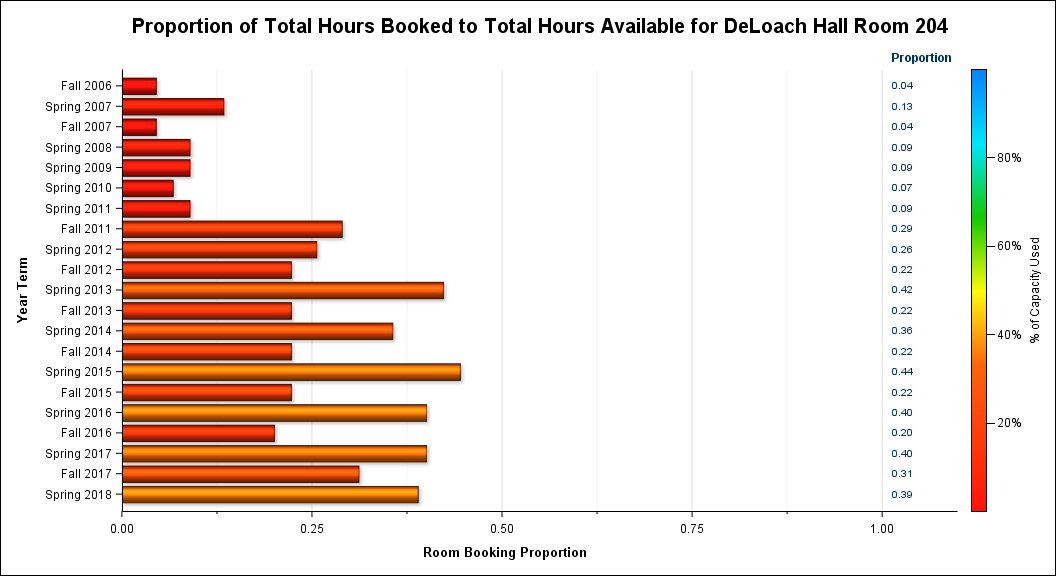 Proportion of Total Hours Booked to Total Hours Available for DeLoach Hall Room 204
Proportion
Fall 2006 0.04
Spring 2007 0.13
Fall 2007 0.04
Spring 2008 0.09
Spring 2009 0.09
Spring 2010 0.07
Spring 2011 0.09
Fall 2011 0.29
Spring 2012 0.26
Fall 2012 0.22
Spring 2013 0.42
Fall 2013 0.22
Spring 2014 0.36
Fall 2014 0.22
Spring 2015 0.44
Fall 2015 0.22
Spring 2016 0.40
Fall 2016 0.20
Spring 2017 0.40
Fall 2017 0.31
Spring 2018 0.39
Year Term
0.00 0.25 0.50 0.75 1.00
Room Booking Proportion
80%
60%
40%
20%
% of Capacity Used